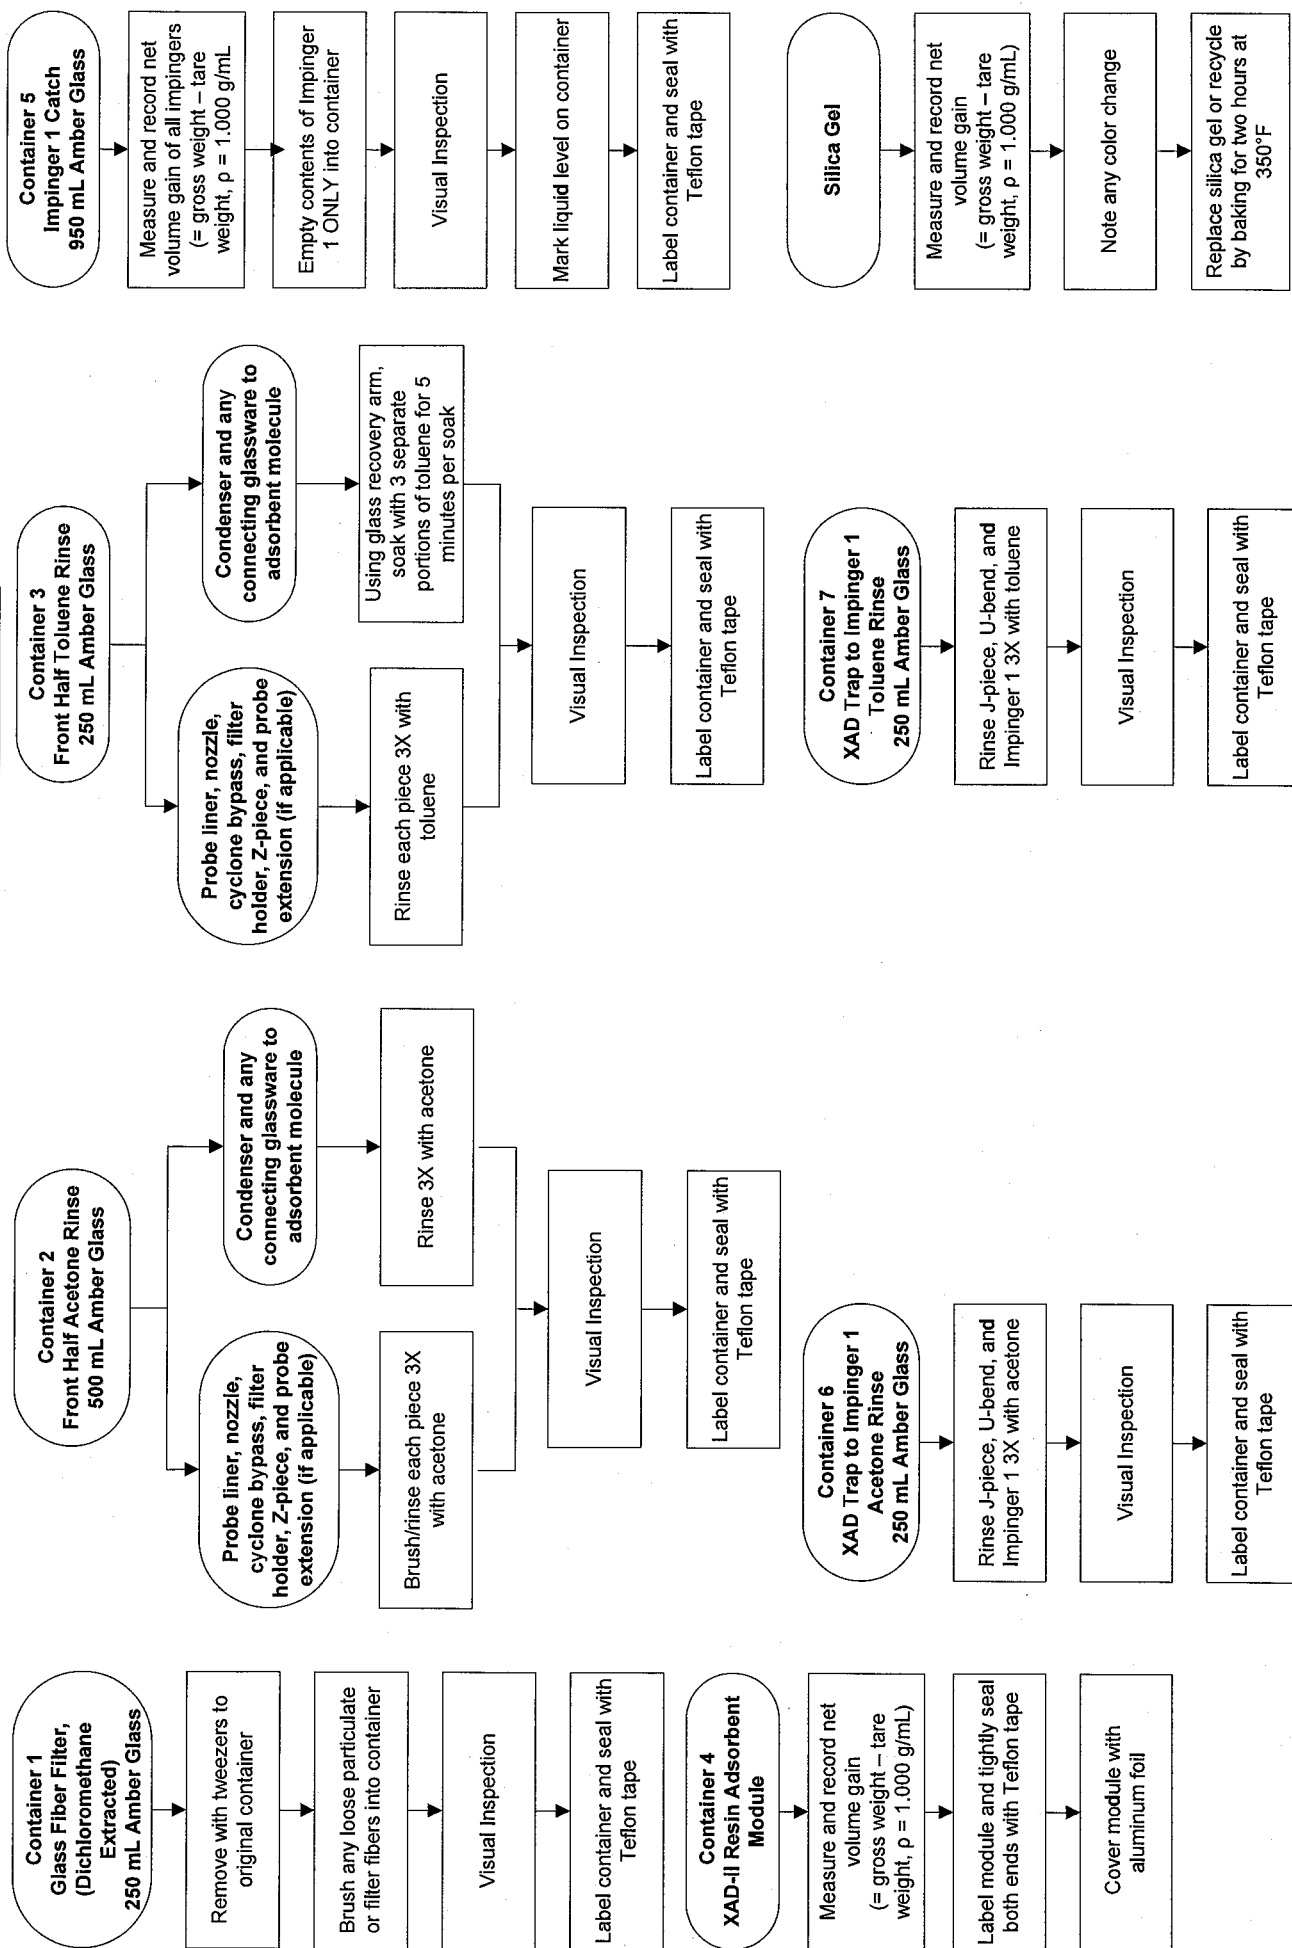 Container 1
Glass Fiber Filter,
(Dichloromethane
Extracted)
250 mL Amber Glass
Remove with tweezers to
original container
Brush any loose particulate
or filter fibers into container
Visual Inspection
Label container and seal with
Teflon tape
Container 2
Front Half Acetone Rinse
500 mL Amber Glass
Probe liner, nozzle,
cyclone bypass, filter
holder, Z-piece, and probe
extension (if applicable)
Brush/rinse each piece 3X
with acetone
Condenser and any
connecting glassware to
adsorbent molecule
Rinse 3X with acetone
Visual Inspection
Label container and seal with
Teflon tape
Container 3
Front Half Toluene Rinse
250 mL Amber Glass
Probe liner, nozzle,
cyclone bypass, filter
holder, Z-piece, and probe
extension (if applicable)
Rinse each piece 3X with
toluene
Condenser and any
connecting glassware to
adsorbent molecule
Using glass recovery arm,
soak with 3 separate
portions of toluene for 5
minutes per soak
Visual Inspection
Label container and seal with
Teflon tape
Container 5
Impinger 1 Catch
950 mL Amber Glass
Measure and record net
volume gain of all impingers
(= gross weight – tare
weight, ρ = 1.000 g/mL
Empty contents of Impinger
1 ONLY into container
Visual Inspection
Mark liquid level on container
Label container and seal with
Teflon tape
Container 4
XAD-II Resin Adsorbent
Module
Measure and record net
volume gain
(= gross weight – tare
weight, ρ = 1.000 g/mL)
Label module and tightly seal
both ends with Teflon tape
Cover module with
aluminum foil
Container 6
XAD Trap to Impinger 1
Acetone Rinse
250 mL Amber Glass
Rinse J-piece, U-bend, and
Impinger 1 3X with acetone
Visual Inspection
Label container and seal with
Teflon tape
Container 7
XAD Trap to Impinger 1
Toluene Rinse
250 mL Amber Glass
Rinse J-piece, U-bend, and
Impinger 1 3X with toluene
Visual Inspection
Label container and seal with
Teflon tape
Silica Gel
Measure and record net
volume gain
(= gross weight – tare
weight, ρ = 1.000 g/mL)
Note any color change
Replace silica gel or recycle
by baking for two hours at
350°F